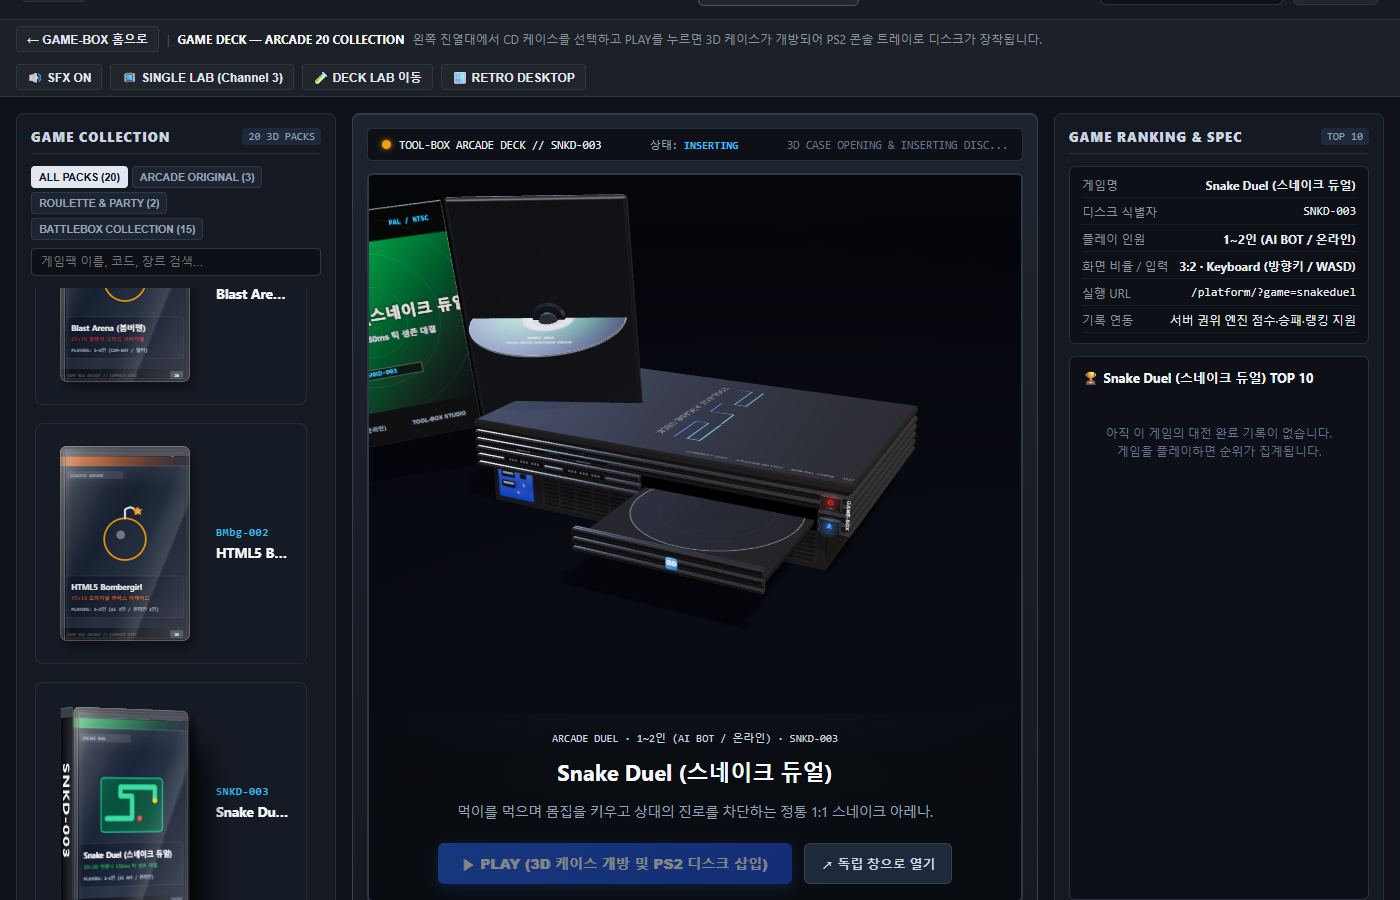 ← GAME-BOX 홈으로 | GAME DECK — ARCADE 20 COLLECTION 왼쪽 진열대에서 CD 케이스를 선택하고 PLAY를 누르면 3D 케이스가 개방되어 PS2 콘솔 트레이로 디스크가 장착됩니다.
SFX ON SINGLE LAB (Channel 3) DECK LAB 이동 RETRO DESKTOP
GAME COLLECTION 20 3D PACKS
ALL PACKS (20) ARCADE ORIGINAL (3)
ROULETTE & PARTY (2)
BATTLEBOX COLLECTION (15)
게임팩 이름, 코드, 장르 검색...
Blast Are...
Blast Arena (봄버맨)
CLASSIC ARCADE
BMbg-002
HTML5 B...
HTML5 Bombergirl
ARCADE DUEL
SNKD-003
SNKD-003
Snake Du...
Snake Duel (스네이크 듀얼)
TOOL-BOX ARCADE DECK // SNKD-003 상태: INSERTING 3D CASE OPENING & INSERTING DISC...
PAL / NTSC
스네이크 듀얼
틱 생존 대결
SNKD-003
TOOL-BOX STUDIO
GAME-BOX
ARCADE DUEL · 1~2인 (AI BOT / 온라인) · SNKD-003
Snake Duel (스네이크 듀얼)
먹이를 먹으며 몸집을 키우고 상대의 진로를 차단하는 정통 1:1 스네이크 아레나.
▶ PLAY (3D 케이스 개방 및 PS2 디스크 삽입) ↗ 독립 창으로 열기
GAME RANKING & SPEC TOP 10
게임명 Snake Duel (스네이크 듀얼)
디스크 식별자 SNKD-003
플레이 인원 1~2인 (AI BOT / 온라인)
화면 비율 / 입력 3:2 · Keyboard (방향키 / WASD)
실행 URL /platform/?game=snakeduel
기록 연동 서버 권위 엔진 점수·승패·랭킹 지원
🏆 Snake Duel (스네이크 듀얼) TOP 10
아직 이 게임의 대전 완료 기록이 없습니다.
게임을 플레이하면 순위가 집계됩니다.